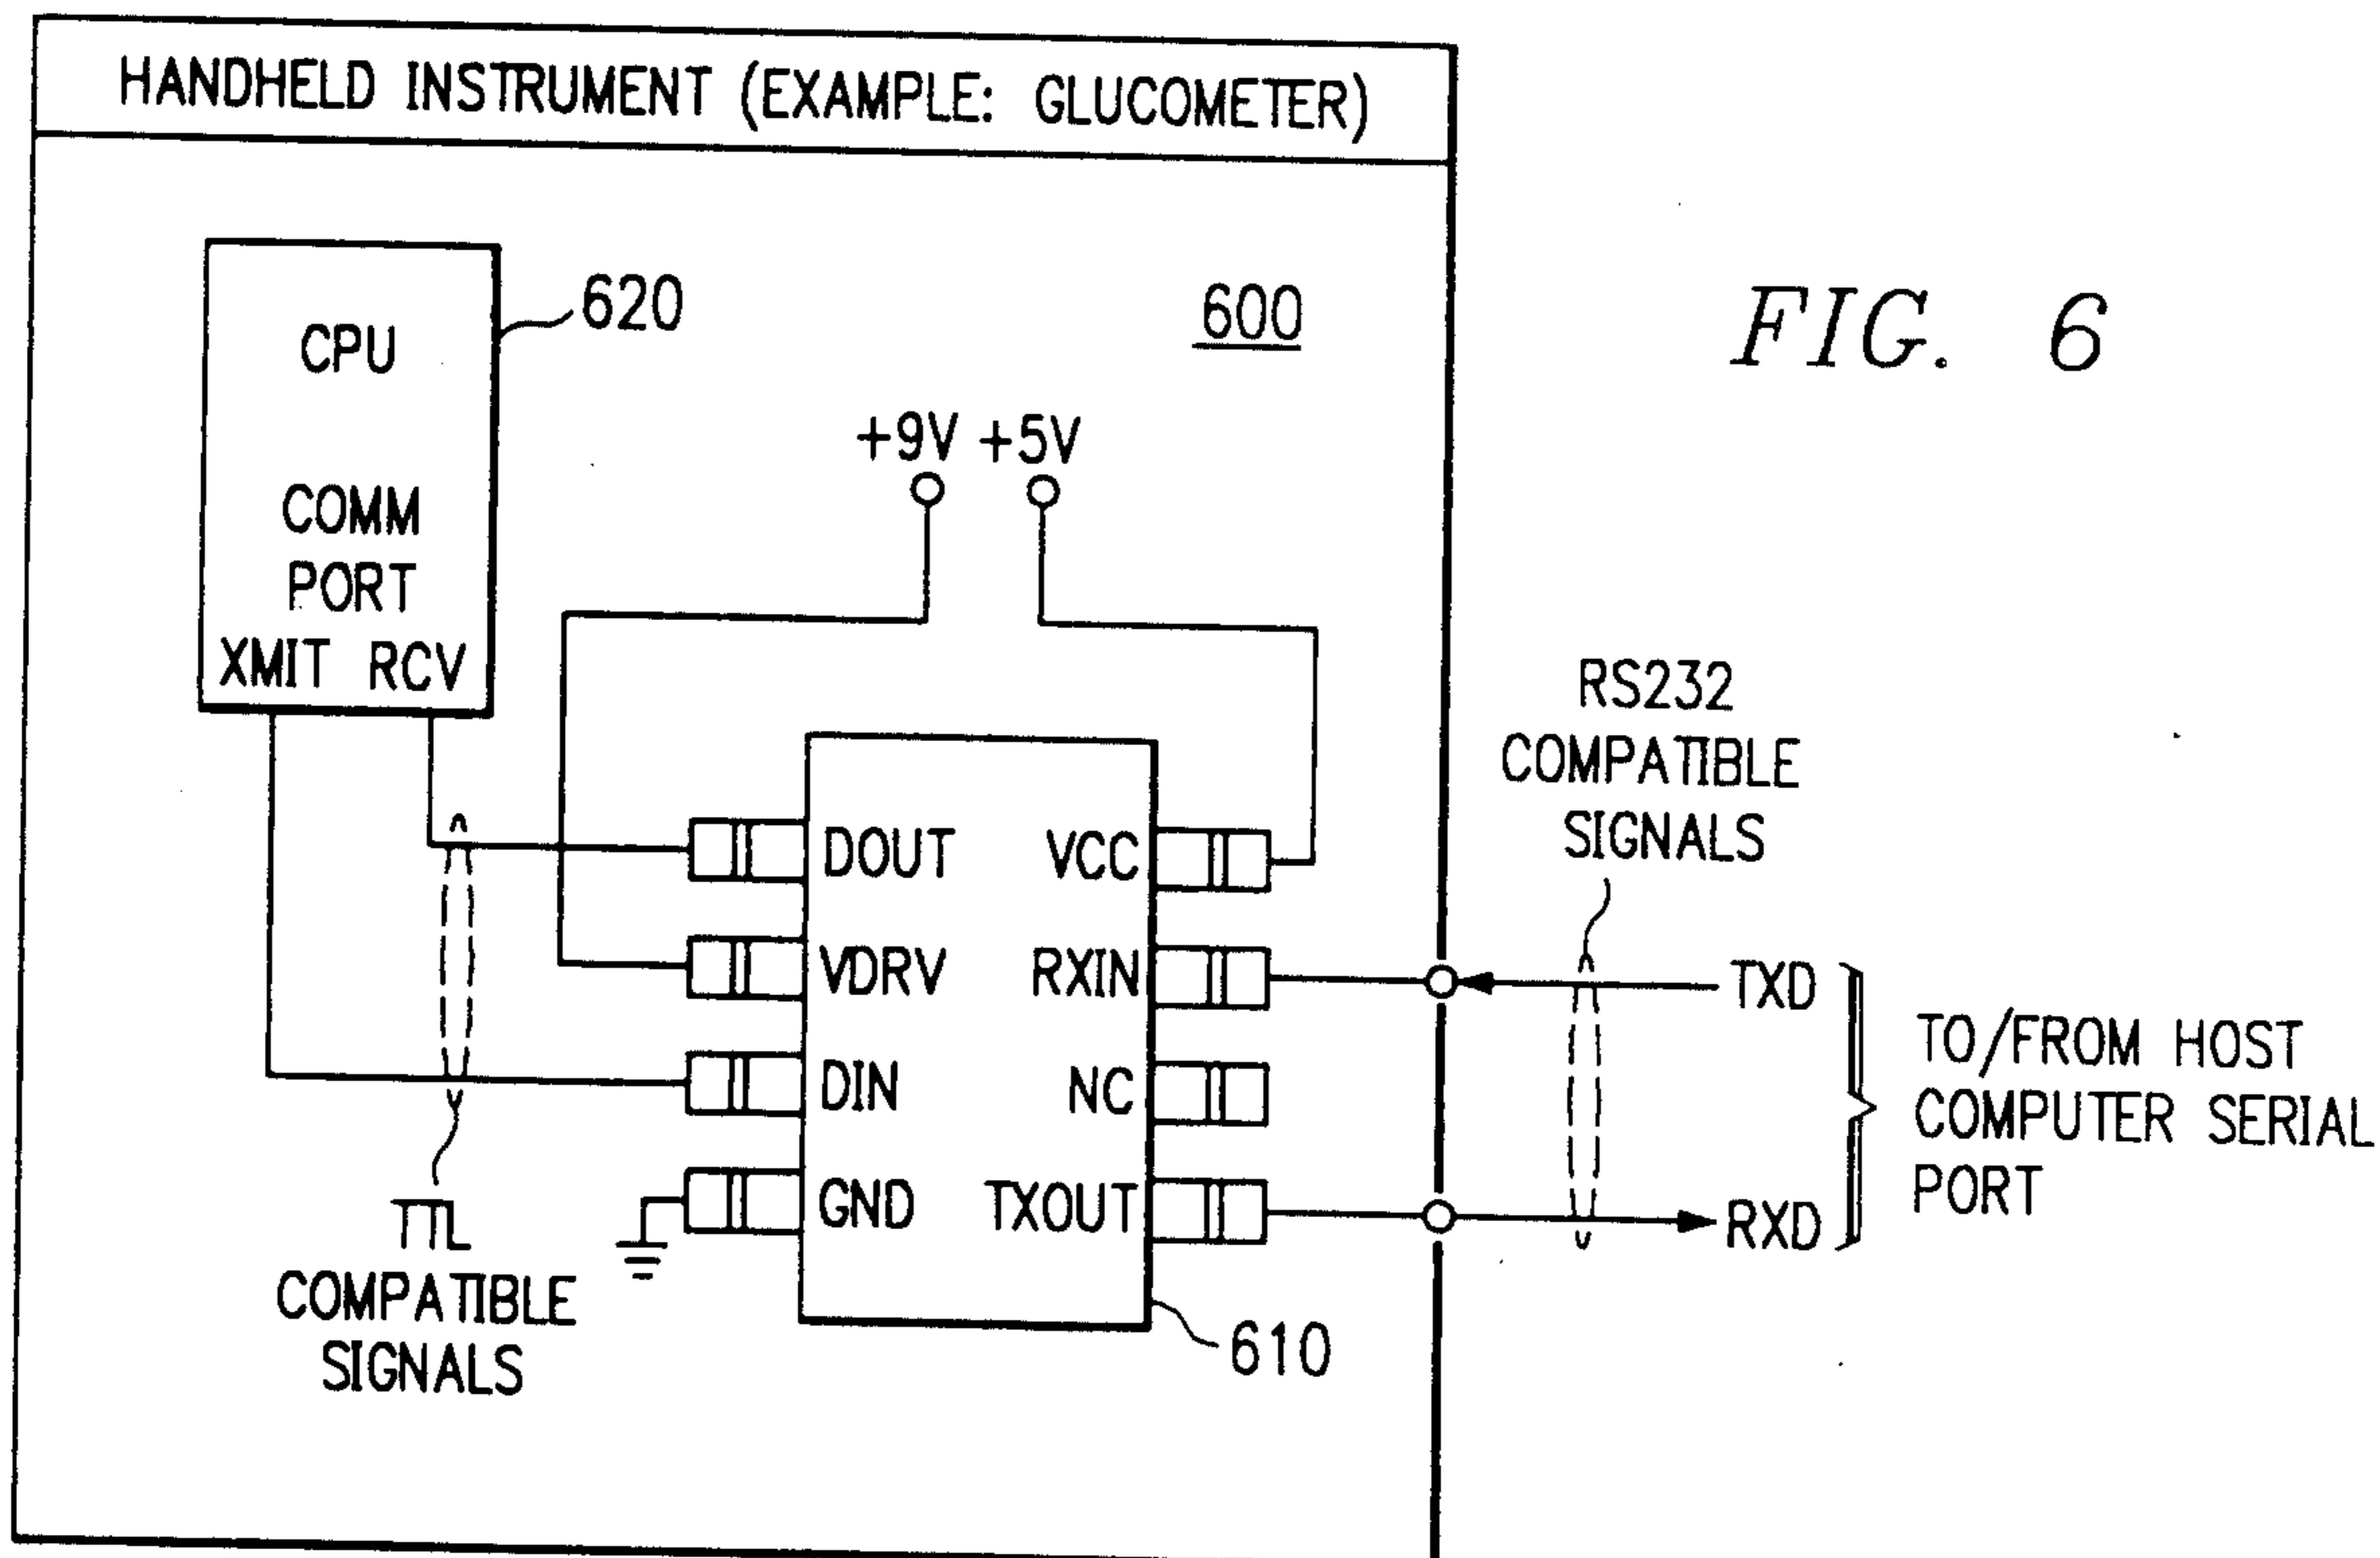 HANDHELD INSTRUMENT (EXAMPLE: GLUCOMETER)
620
600
FIG. 6
CPU
COMM
PORT
XMIT RCV
+9V +5V
RS232
COMPATIBLE
SIGNALS
DOUT VCC
VDRV RXIN
DIN NC
GND TXOUT
TXD
RXD
TO/FROM HOST
COMPUTER SERIAL
PORT
TTL
COMPATIBLE
SIGNALS
610